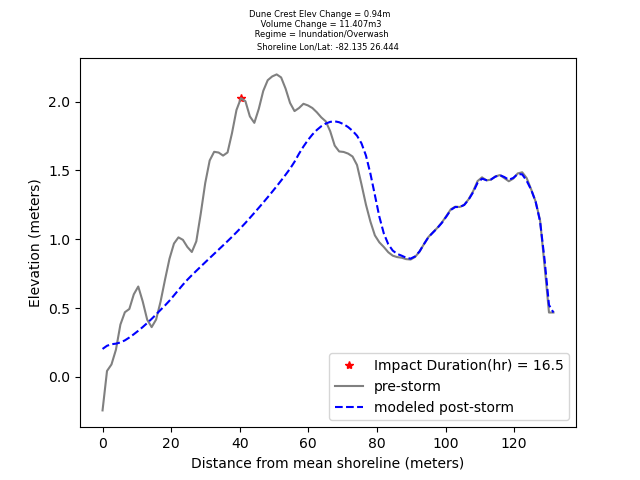 Dune Crest Elev Change = 0.94m
Volume Change = 11.407m3
Regime = Inundation/Overwash
Shoreline Lon/Lat: -82.135 26.444
2.0
1.5
1.0
0.5
0.0
Elevation (meters)
Impact Duration(hr) = 16.5
pre-storm
modeled post-storm
0 20 40 60 80 100 120
Distance from mean shoreline (meters)